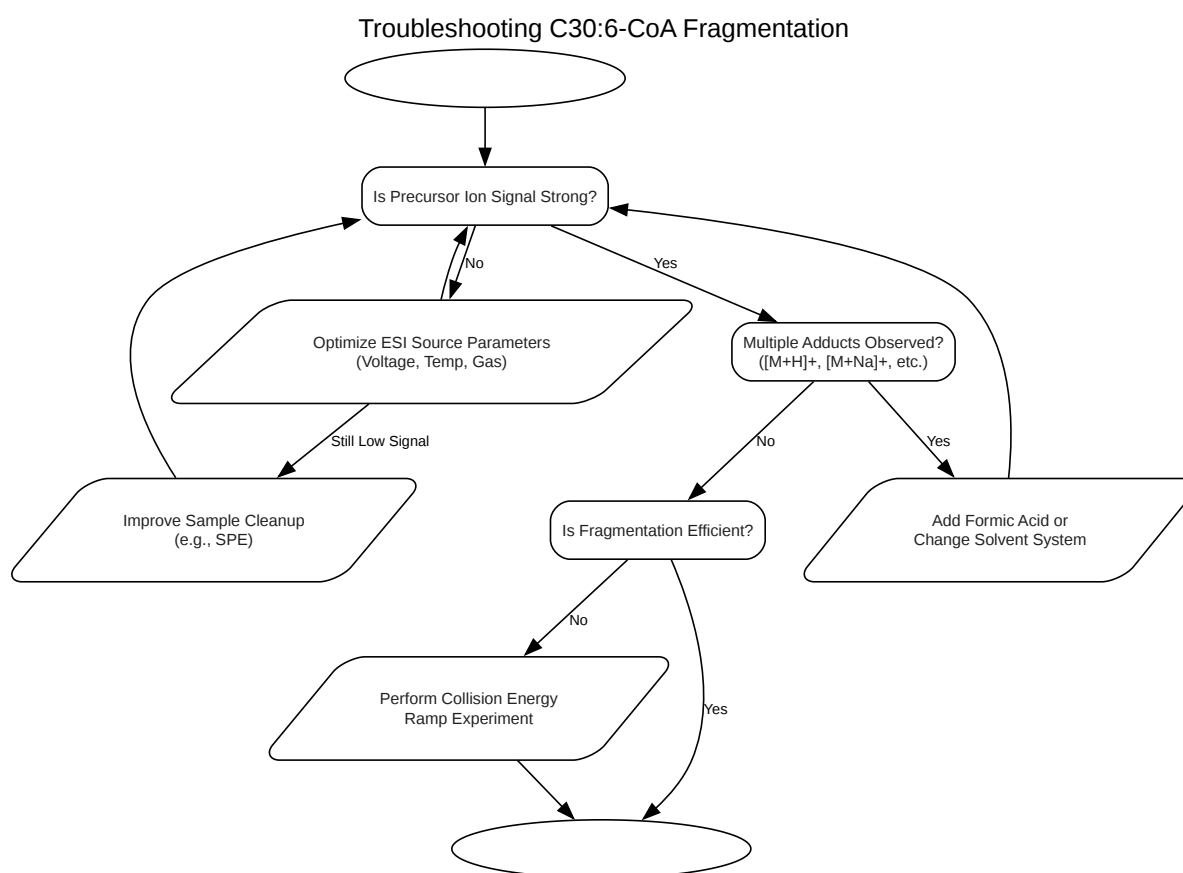 Troubleshooting C30:6-CoA Fragmentation
Is Precursor Ion Signal Strong?
No
Yes
Optimize ESI Source Parameters
(Voltage, Temp, Gas)
Multiple Adducts Observed?
([M+H]+, [M+Na]+, etc.)
Still Low Signal
No
Yes
Improve Sample Cleanup
(e.g., SPE)
Is Fragmentation Efficient?
Add Formic Acid or
Change Solvent System
No
Perform Collision Energy
Ramp Experiment
Yes